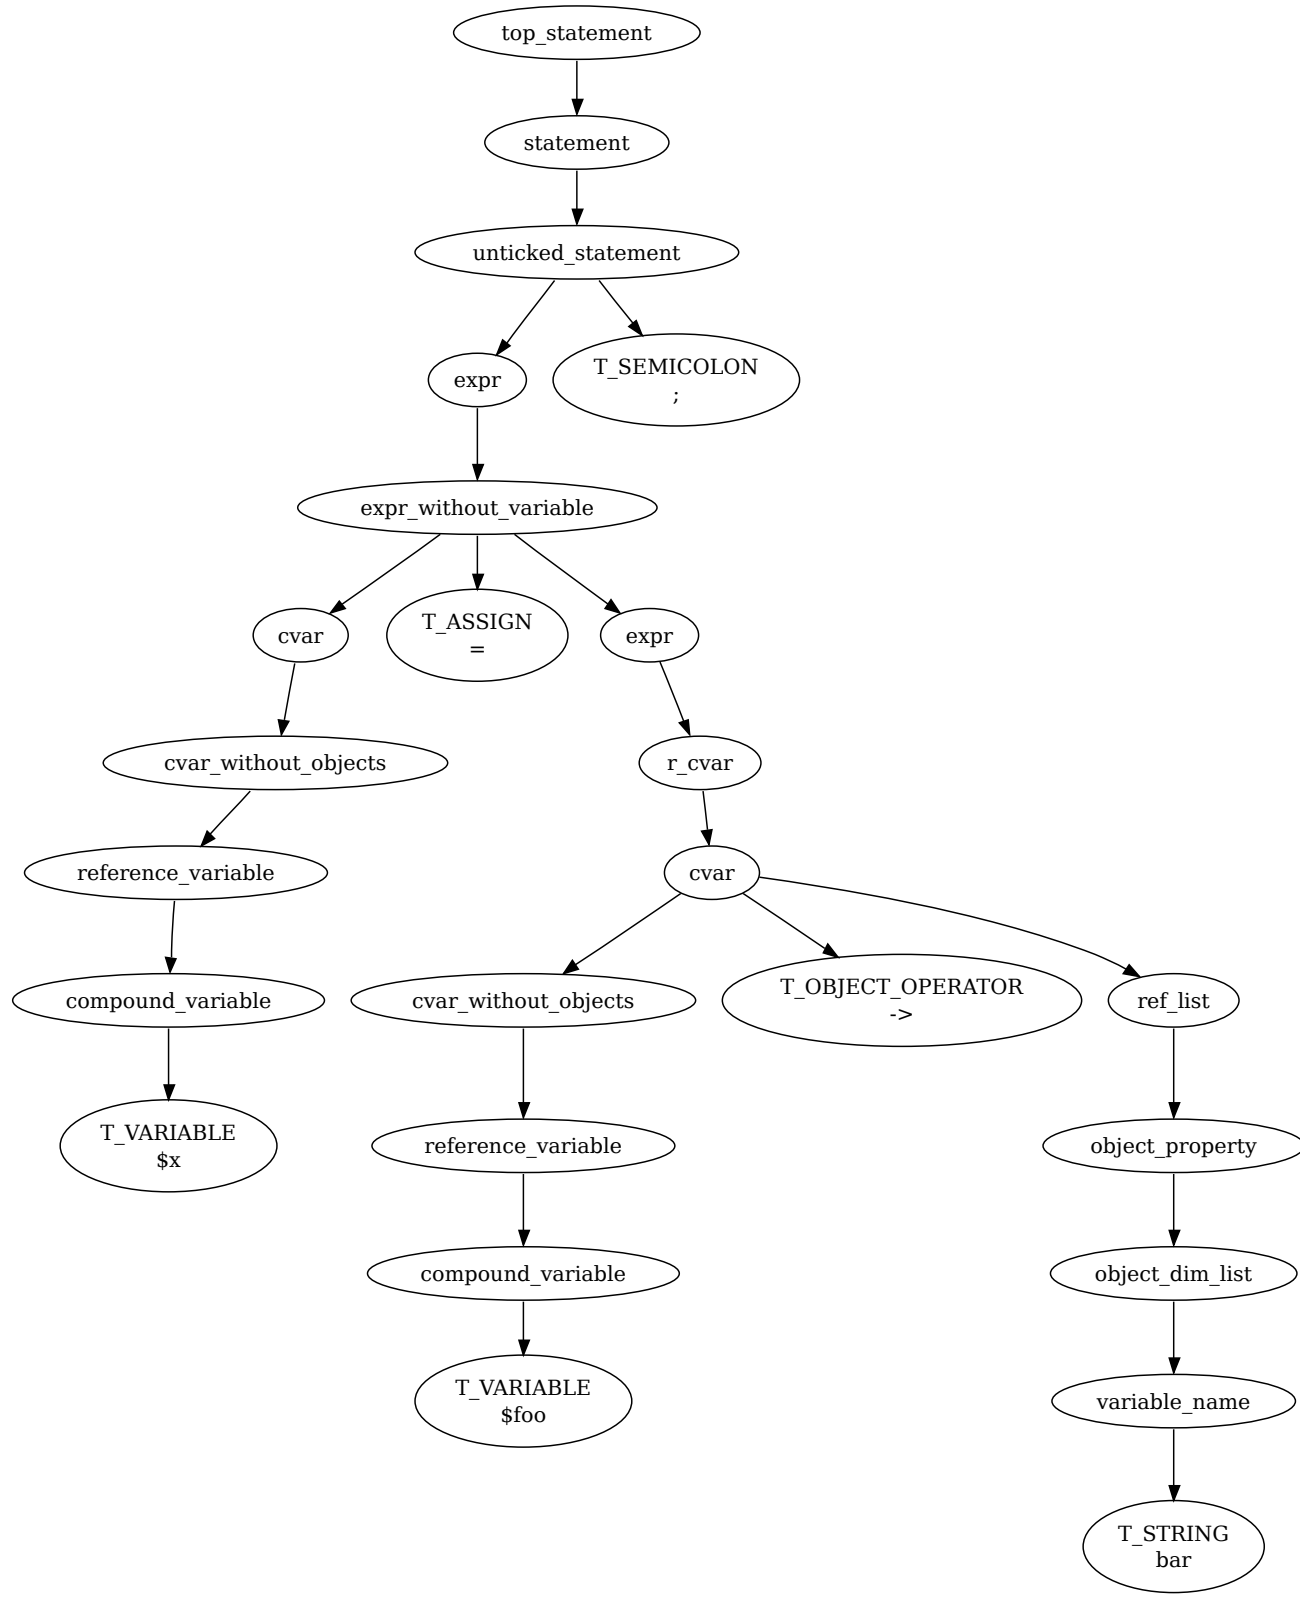 top_statement
statement
unticked_statement
expr
T_SEMICOLON
;
expr_without_variable
cvar
T_ASSIGN
=
expr
cvar_without_objects
r_cvar
reference_variable
cvar
compound_variable
cvar_without_objects
T_OBJECT_OPERATOR
->
ref_list
T_VARIABLE
$x
reference_variable
object_property
compound_variable
object_dim_list
T_VARIABLE
$foo
variable_name
T_STRING
bar